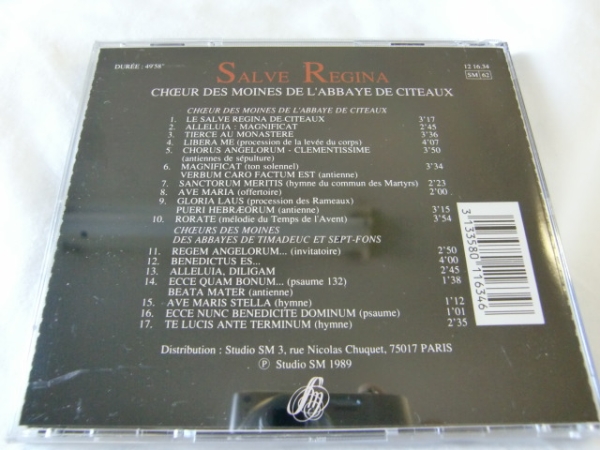 DURÉE : 49'58"
SALVE REGINA
12 16.34
SM 62
CHŒUR DES MOINES DE L'ABBAYE DE CITEAUX
CHŒUR DES MOINES DE L'ABBAYE DE CITEAUX
1. LE SALVE REGINA DE CITEAUX 3'17
2. ALLELUIA : MAGNIFICAT 2'45
3. TIERCE AU MONASTERE 3'36
4. LIBERA ME (procession de la levée du corps) 4'07
5. CHORUS ANGELORUM - CLEMENTISSIME 3'50
(antiennes de sépulture)
6. MAGNIFICAT (ton solennel) 3'34
VERBUM CARO FACTUM EST (antienne)
7. SANCTORUM MERITIS (hymne du commun des Martyrs) 2'23
8. AVE MARIA (offertoire) 2'00
9. GLORIA LAUS (procession des Rameaux)
PUERI HEBRÆORUM (antienne) 3'15
10. RORATE (mélodie du Temps de l'Avent) 3'54
CHŒURS DES MOINES
DES ABBAYES DE TIMADEUC ET SEPT-FONS
11. REGEM ANGELORUM... (invitatoire) 2'50
12. BENEDICTUS ES... 4'00
13. ALLELUIA, DILIGAM 2'45
14. ECCE QUAM BONUM... (psaume 132) 1'38
BEATA MATER (antienne)
15. AVE MARIS STELLA (hymne) 1'12
16. ECCE NUNC BENEDICITE DOMINUM (psaume) 1'01
17. TE LUCIS ANTE TERMINUM (hymne) 2'35
3 133580 116346
Distribution : Studio SM 3, rue Nicolas Chuquet, 75017 PARIS
Ⓟ Studio SM 1989